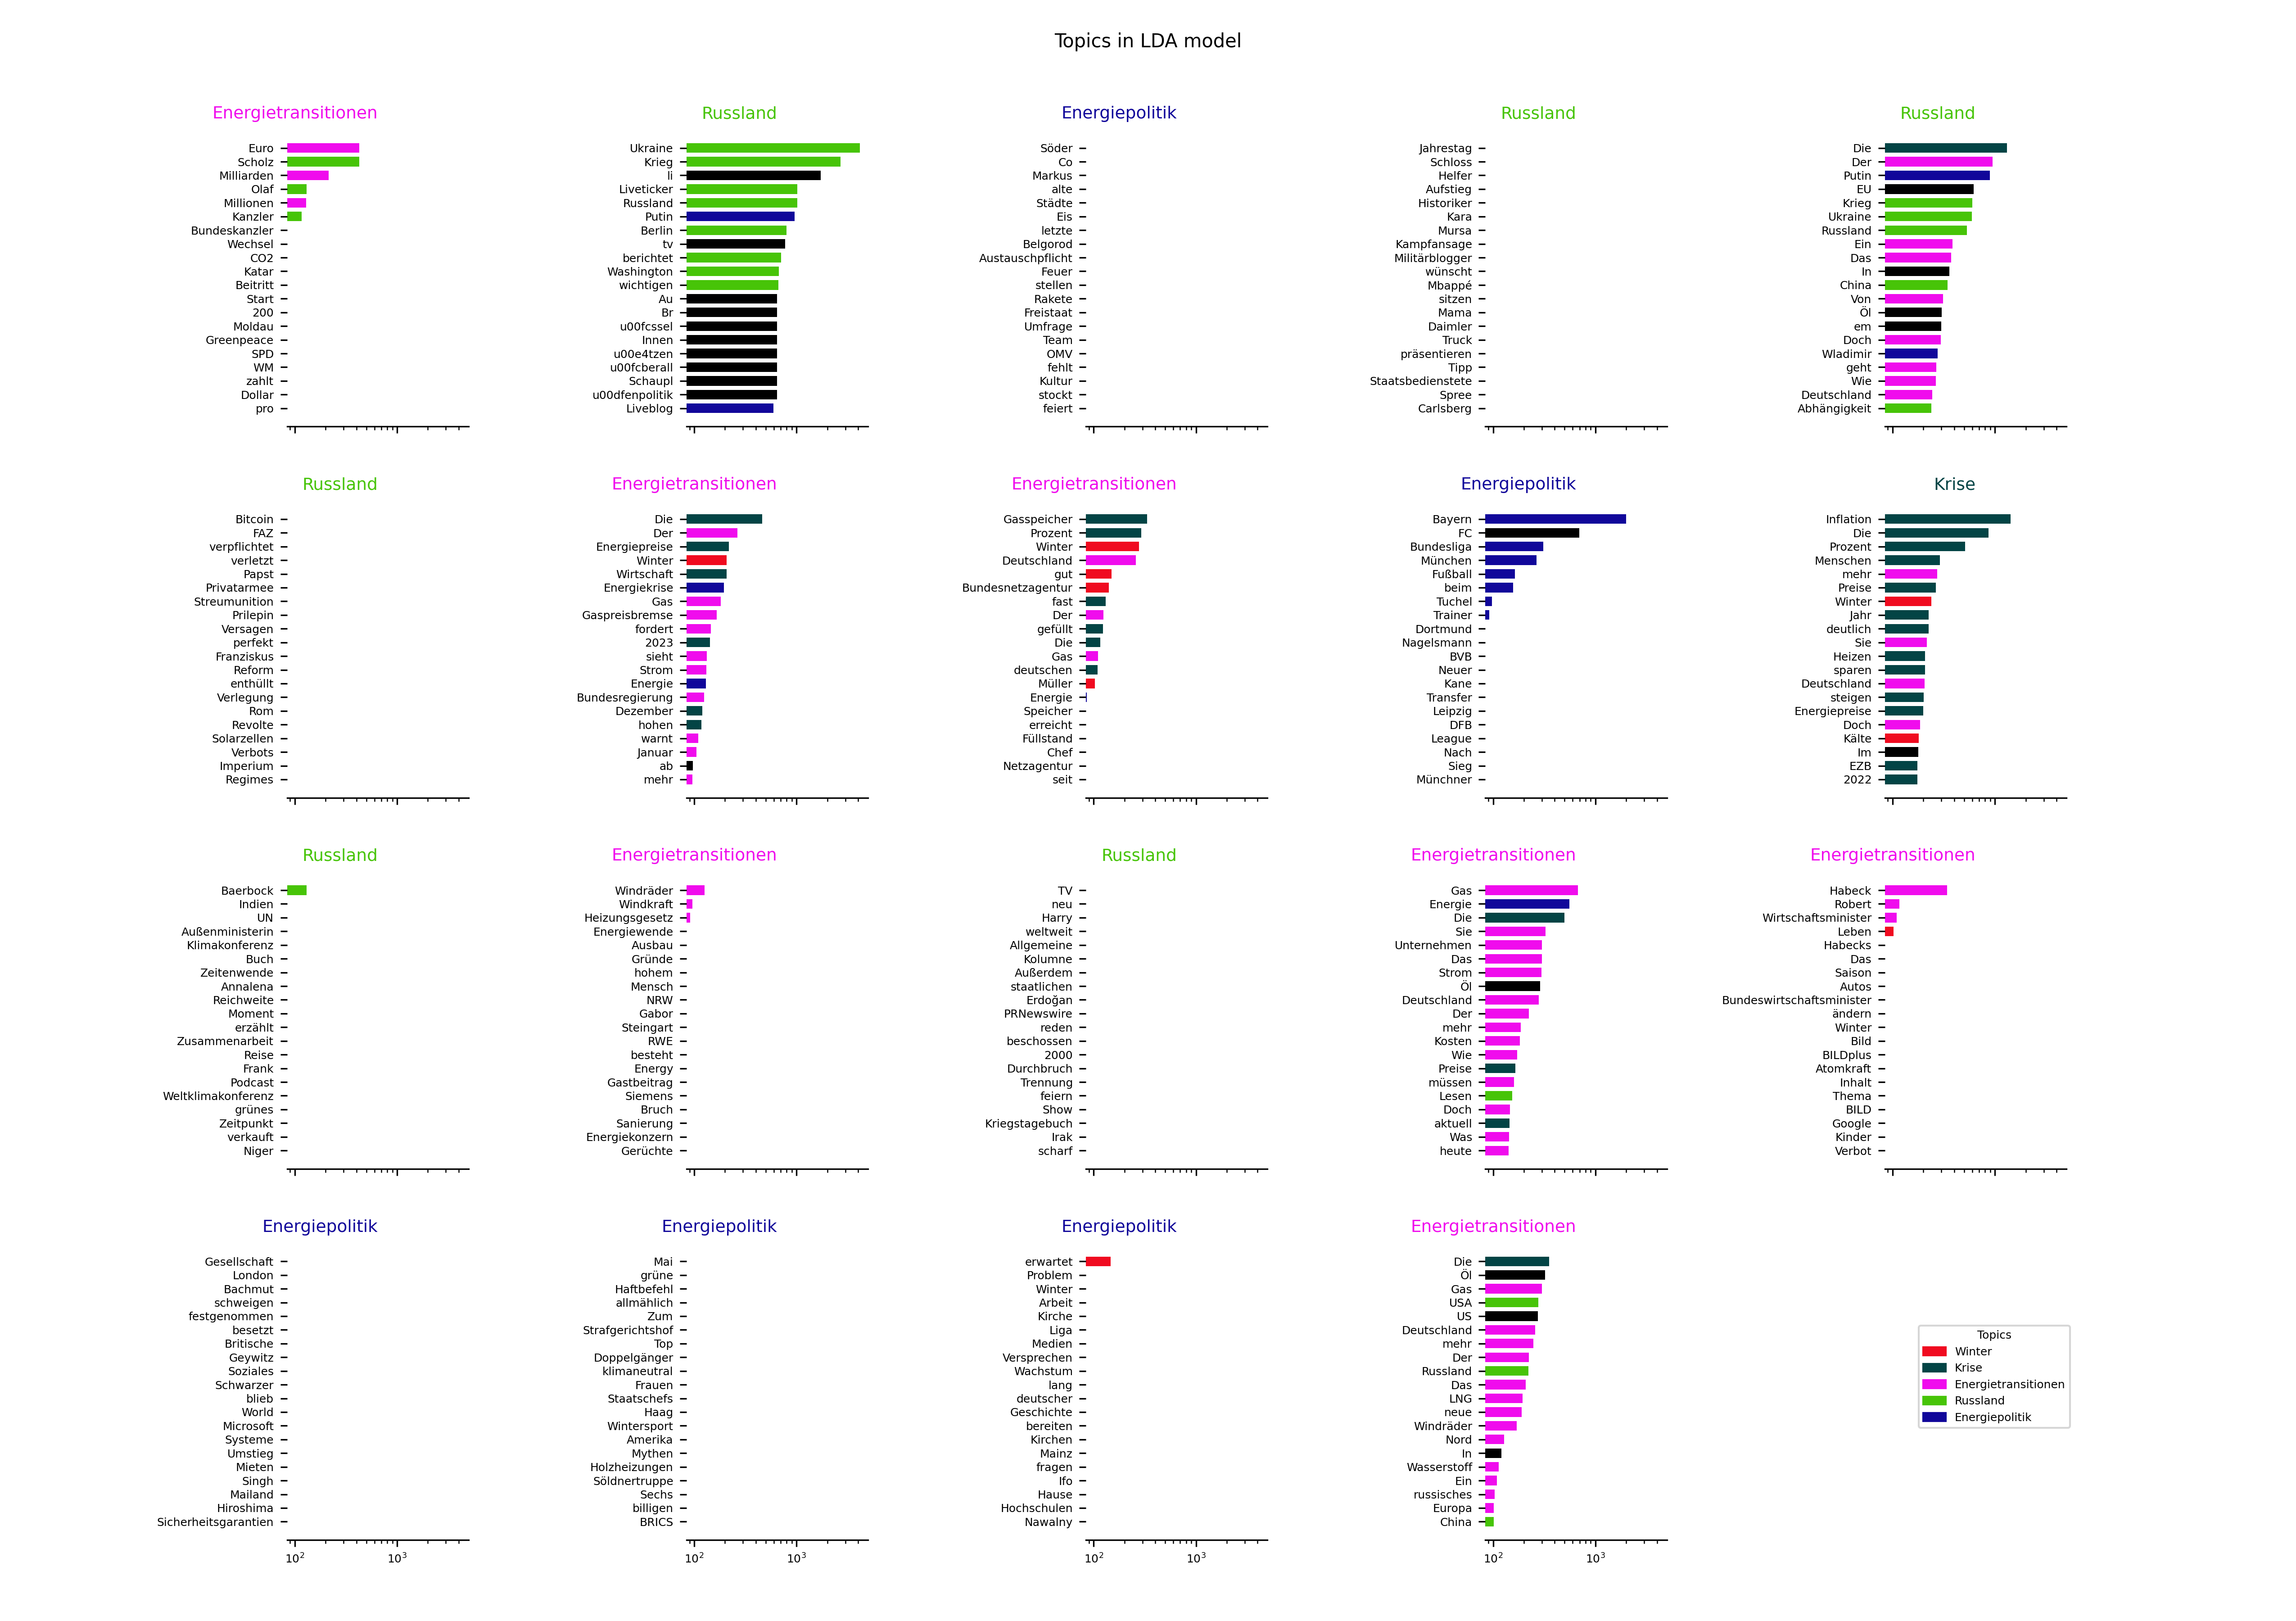 Topics in LDA model
Energietransitionen
Euro
Scholz
Milliarden
Olaf
Millionen
Kanzler
Bundeskanzler
Wechsel
CO2
Katar
Beitritt
Start
200
Moldau
Greenpeace
SPD
WM
zahlt
Dollar
pro
Russland
Ukraine
Krieg
li
Liveticker
Russland
Putin
Berlin
tv
berichtet
Washington
wichtigen
Au
Br
u00fcssel
Innen
u00e4tzen
u00fcberall
Schaupl
u00dfenpolitik
Liveblog
Energiepolitik
Söder
Co
Markus
alte
Städte
Eis
letzte
Belgorod
Austauschpflicht
Feuer
stellen
Rakete
Freistaat
Umfrage
Team
OMV
fehlt
Kultur
stockt
feiert
Russland
Jahrestag
Schloss
Helfer
Aufstieg
Historiker
Kara
Mursa
Kampfansage
Militärblogger
wünscht
Mbappé
sitzen
Mama
Daimler
Truck
präsentieren
Tipp
Staatsbedienstete
Spree
Carlsberg
Russland
Die
Der
Putin
EU
Krieg
Ukraine
Russland
Ein
Das
In
China
Von
Öl
em
Doch
Wladimir
geht
Wie
Deutschland
Abhängigkeit
Russland
Bitcoin
FAZ
verpflichtet
verletzt
Papst
Privatarmee
Streumunition
Prilepin
Versagen
perfekt
Franziskus
Reform
enthüllt
Verlegung
Rom
Revolte
Solarzellen
Verbots
Imperium
Regimes
Energietransitionen
Die
Der
Energiepreise
Winter
Wirtschaft
Energiekrise
Gas
Gaspreisbremse
fordert
2023
sieht
Strom
Energie
Bundesregierung
Dezember
hohen
warnt
Januar
ab
mehr
Energietransitionen
Gasspeicher
Prozent
Winter
Deutschland
gut
Bundesnetzagentur
fast
Der
gefüllt
Die
Gas
deutschen
Müller
Energie
Speicher
erreicht
Füllstand
Chef
Netzagentur
seit
Energiepolitik
Bayern
FC
Bundesliga
München
Fußball
beim
Tuchel
Trainer
Dortmund
Nagelsmann
BVB
Neuer
Kane
Transfer
Leipzig
DFB
League
Nach
Sieg
Münchner
Krise
Inflation
Die
Prozent
Menschen
mehr
Preise
Winter
Jahr
deutlich
Sie
Heizen
sparen
Deutschland
steigen
Energiepreise
Doch
Kälte
Im
EZB
2022
Russland
Baerbock
Indien
UN
Außenministerin
Klimakonferenz
Buch
Zeitenwende
Annalena
Reichweite
Moment
erzählt
Zusammenarbeit
Reise
Frank
Podcast
Weltklimakonferenz
grünes
Zeitpunkt
verkauft
Niger
Energietransitionen
Windräder
Windkraft
Heizungsgesetz
Energiewende
Ausbau
Gründe
hohem
Mensch
NRW
Gabor
Steingart
RWE
besteht
Energy
Gastbeitrag
Siemens
Bruch
Sanierung
Energiekonzern
Gerüchte
Russland
TV
neu
Harry
weltweit
Allgemeine
Kolumne
Außerdem
staatlichen
Erdoğan
PRNewswire
reden
beschossen
2000
Durchbruch
Trennung
feiern
Show
Kriegstagebuch
Irak
scharf
Energietransitionen
Gas
Energie
Die
Sie
Unternehmen
Das
Strom
Öl
Deutschland
Der
mehr
Kosten
Wie
Preise
müssen
Lesen
Doch
aktuell
Was
heute
Energietransitionen
Habeck
Robert
Wirtschaftsminister
Leben
Habecks
Das
Saison
Autos
Bundeswirtschaftsminister
ändern
Winter
Bild
BILDplus
Atomkraft
Inhalt
Thema
BILD
Google
Kinder
Verbot
Energiepolitik
Gesellschaft
London
Bachmut
schweigen
festgenommen
besetzt
Britische
Geywitz
Soziales
Schwarzer
blieb
World
Microsoft
Systeme
Umstieg
Mieten
Singh
Mailand
Hiroshima
Sicherheitsgarantien
10² 10³
Energiepolitik
Mai
grüne
Haftbefehl
allmählich
Zum
Strafgerichtshof
Top
Doppelgänger
klimaneutral
Frauen
Staatschefs
Haag
Wintersport
Amerika
Mythen
Holzheizungen
Söldnertruppe
Sechs
billigen
BRICS
10² 10³
Energiepolitik
erwartet
Problem
Winter
Arbeit
Kirche
Liga
Medien
Versprechen
Wachstum
lang
deutscher
Geschichte
bereiten
Kirchen
Mainz
fragen
Ifo
Hause
Hochschulen
Nawalny
10² 10³
Energietransitionen
Die
Öl
Gas
USA
US
Deutschland
mehr
Der
Russland
Das
LNG
neue
Windräder
Nord
In
Wasserstoff
Ein
russisches
Europa
China
10² 10³
Topics
Winter
Krise
Energietransitionen
Russland
Energiepolitik